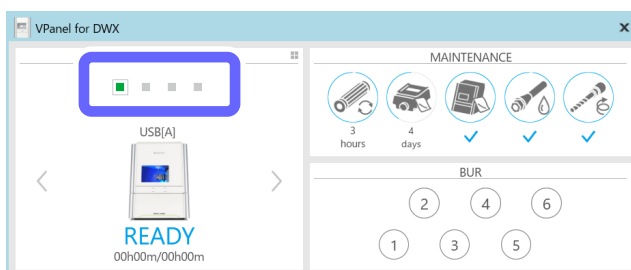 VPanel for DWX
USB[A]
READY
00h00m/00h00m
MAINTENANCE
3
hours
4
days
BUR
2 4 6
1 3 5